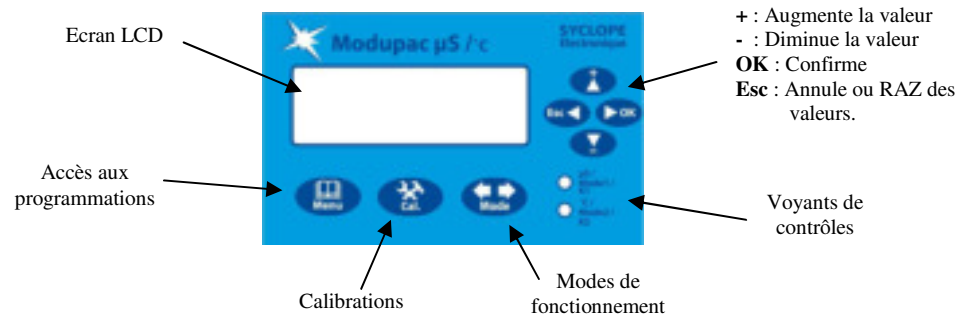 Ecran LCD
Modupac µS /°c
SYCLOPE
Electronique
+ : Augmente la valeur
- : Diminue la valeur
OK : Confirme
Esc : Annule ou RAZ des
valeurs.
+
Esc
OK
-
Accès aux
programmations
Menu
Cal.
Mode
Voyants de
contrôles
Calibrations
Modes de
fonctionnement